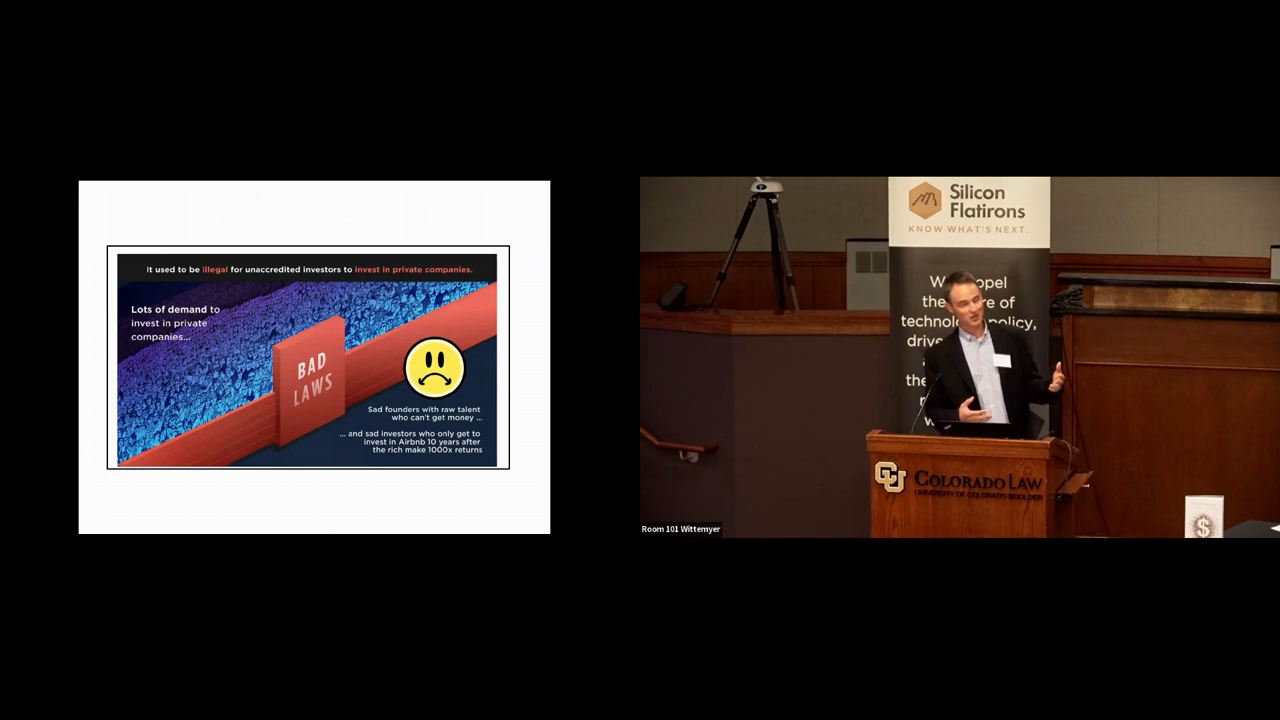 It used to be illegal for unaccredited investors to invest in private companies.
Lots of demand to
invest in private
companies...
BAD
LAWS
Sad founders with raw talent
who can't get money ...
... and sad investors who only get to
invest in Airbnb 10 years after
the rich make 1000x returns
Silicon
Flatirons
KNOW WHAT'S NEXT.
of
policy,
CU
COLORADO LAW
UNIVERSITY OF COLORADO BOULDER
$
Room 101 Wittemyer